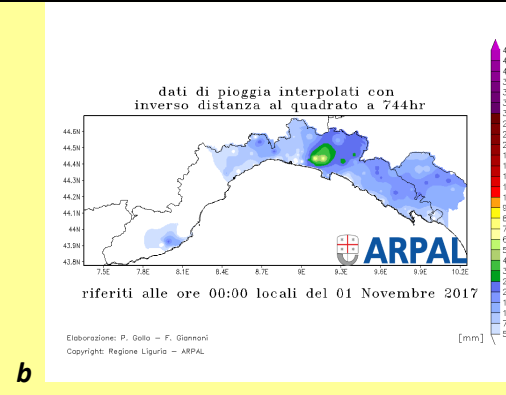 dati di pioggia interpolati con
inverso distanza al quadrato a 744hr
44.6N
44.5N
44.4N
44.3N
44.2N
44.1N
44N
43.9N
43.8N
7.5E 7.8E 8.1E 8.4E 8.7E 9E 9.3E 9.6E 9.9E 10.2E
ARPAL
riferiti alle ore 00:00 locali del 01 Novembre 2017
Elaborazione: P. Gollo – F. Giannoni
Copyright: Regione Liguria – ARPAL
[mm]
b